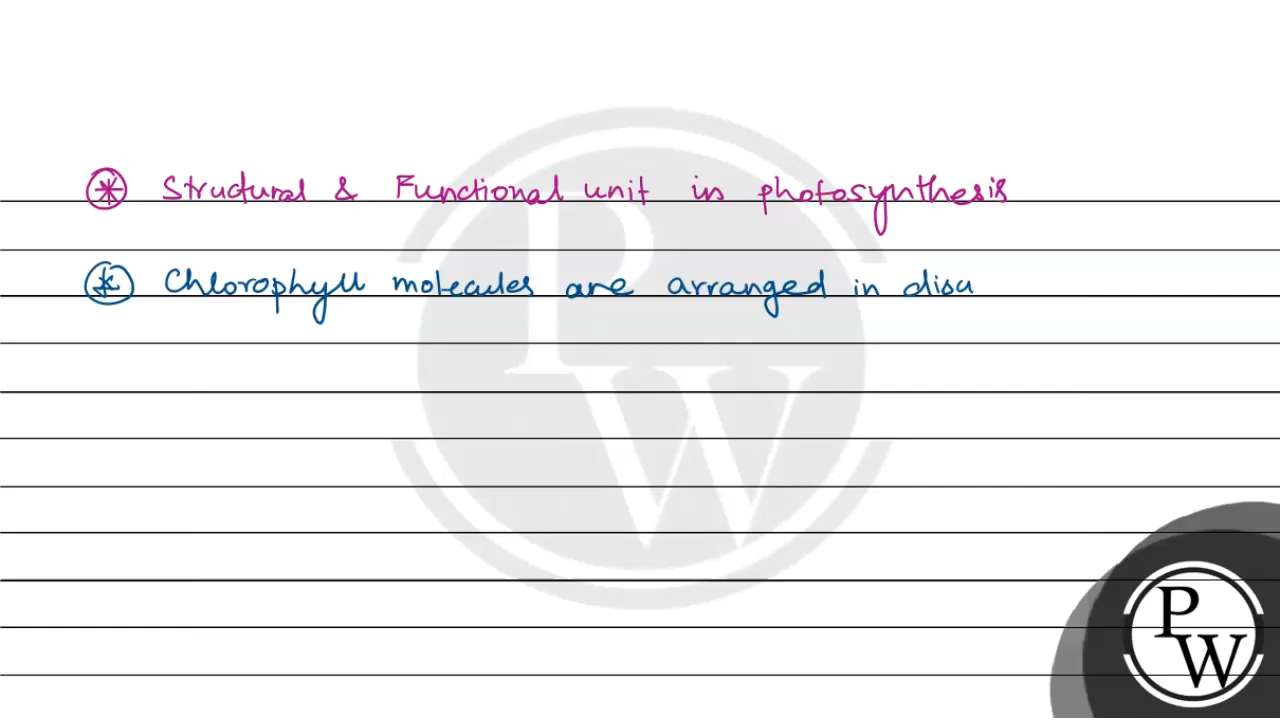 Structural & Functional unit in photosynthesis
Chlorophyll molecules are arranged in
P
W
P
W